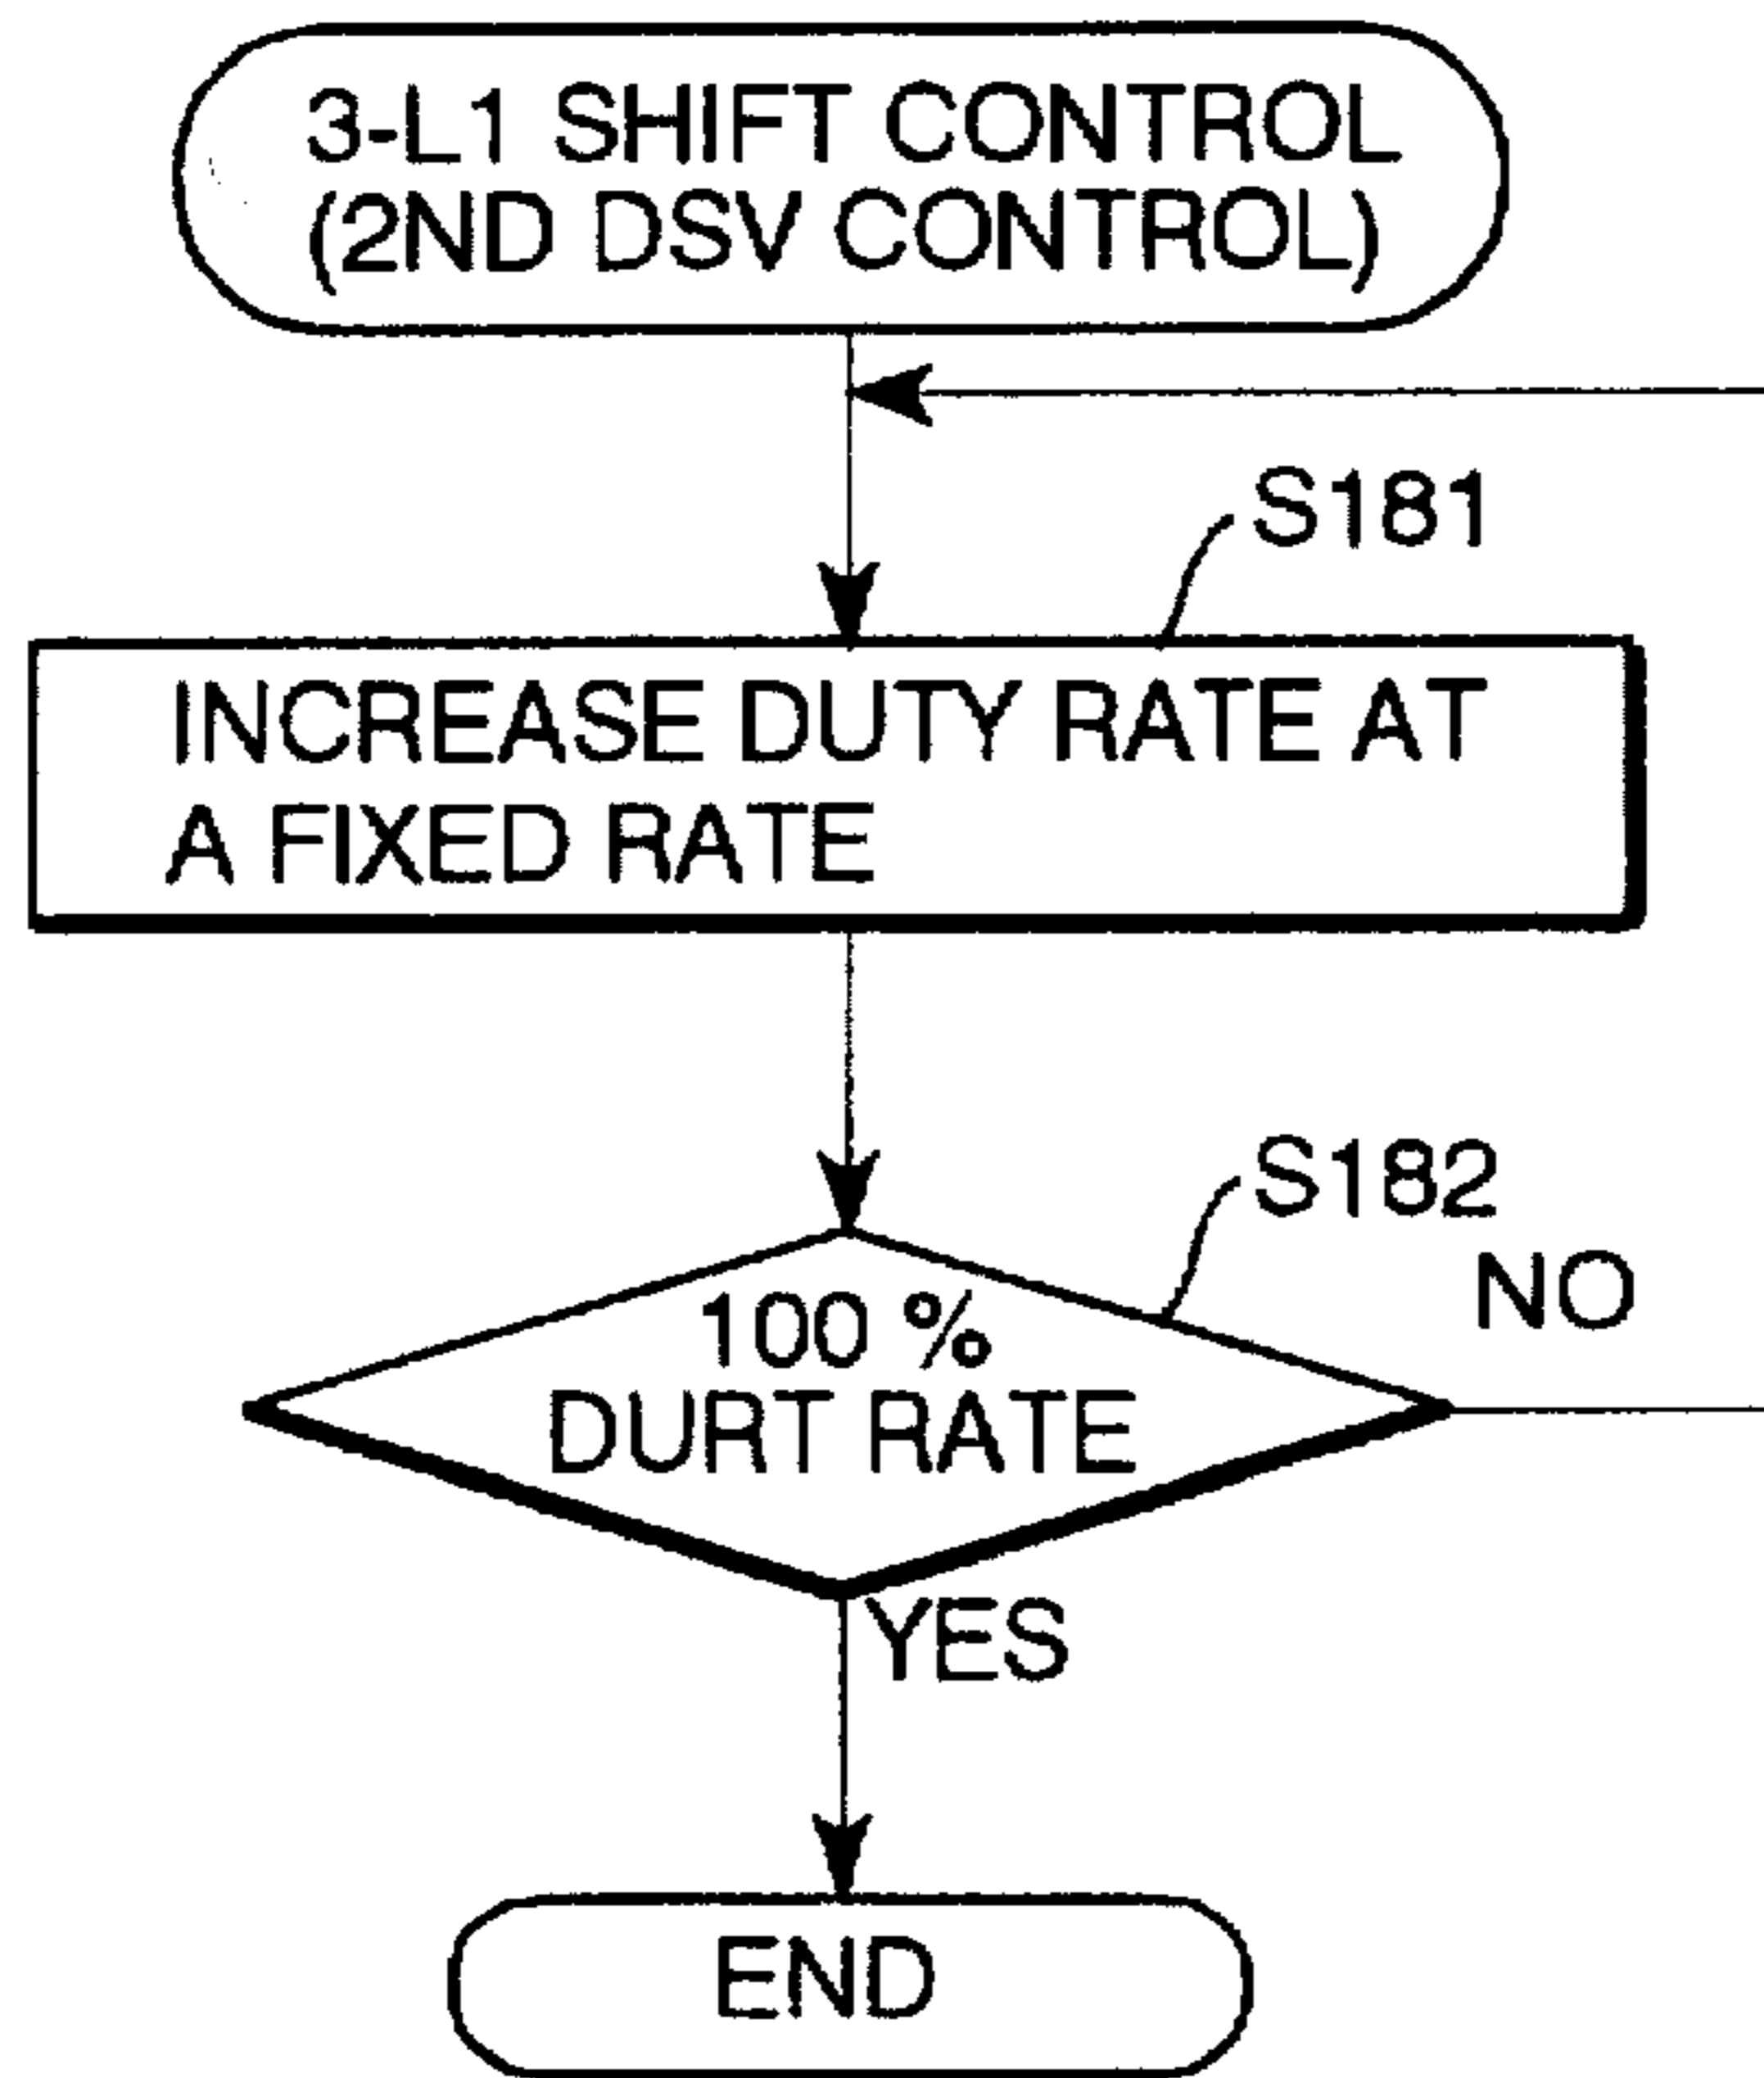 3-L1 SHIFT CONTROL
(2ND DSV CONTROL)
S181
INCREASE DUTY RATE AT
A FIXED RATE
S182
NO
100 %
DURT RATE
YES
END